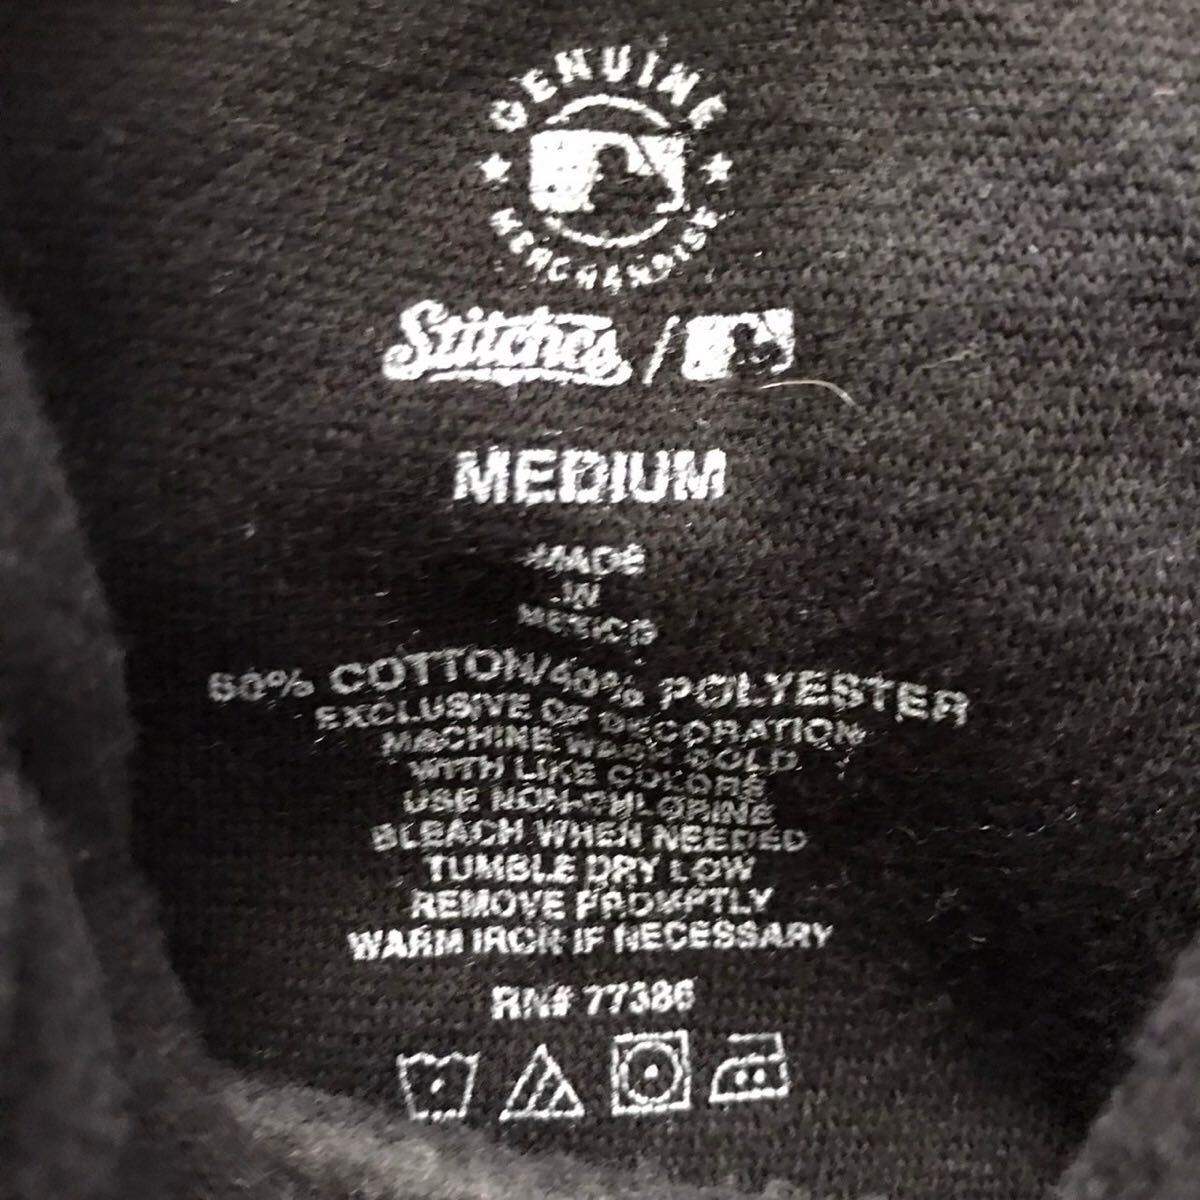 GENUINE
MERCHANDISE
Stitches /
MEDIUM
MADE
IN
MEXICO
60% COTTON/40% POLYESTER
EXCLUSIVE OF DECORATION
MACHINE WASH COLD
WITH LIKE COLORS
USE NON-CHLORINE
BLEACH WHEN NEEDED
TUMBLE DRY LOW
REMOVE PROMPTLY
WARM IRON IF NECESSARY
RN# 77386